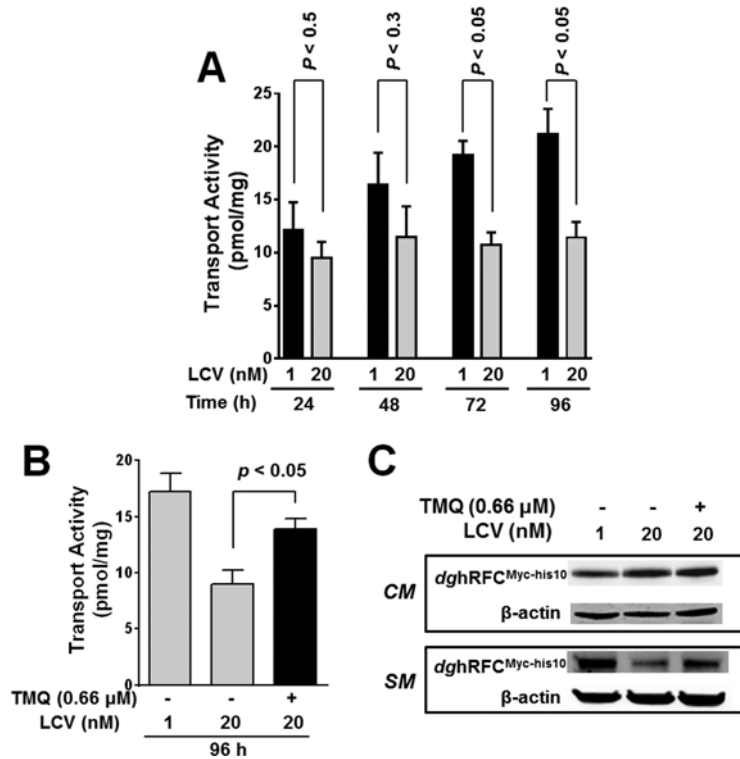 A
P < 0.5
P < 0.3
P < 0.05
P < 0.05
Transport Activity
(pmol/mg)
25
20
15
10
5
0
LCV (nM) 1 20 1 20 1 20 1 20
Time (h) 24 48 72 96
B
p < 0.05
Transport Activity
(pmol/mg)
20
15
10
5
0
TMQ (0.66 μM) - - +
LCV (nM) 1 20 20
96 h
C
TMQ (0.66 μM) - - +
LCV (nM) 1 20 20
CM
dghRFCMyc-his10
β-actin
SM
dghRFCMyc-his10
β-actin